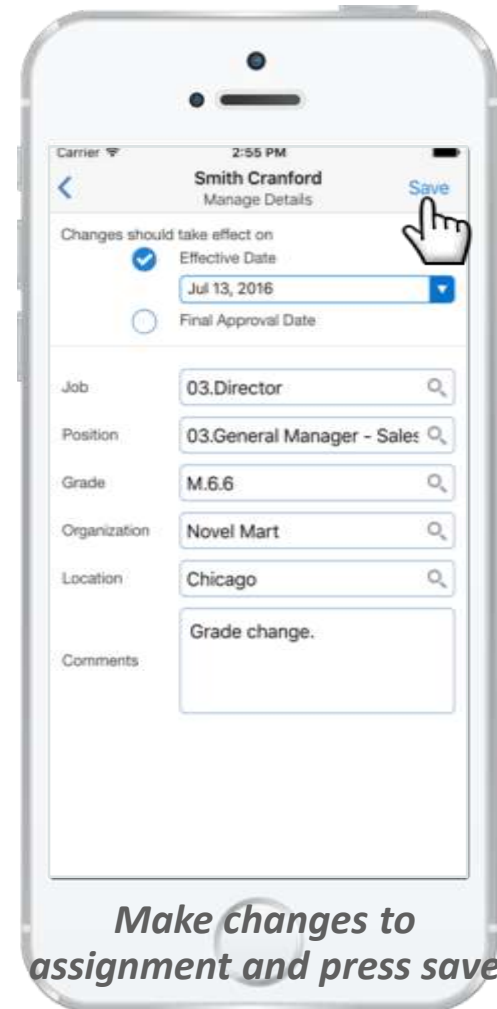 Carrier 2:55 PM
Smith Cranford
Manage Details
Save
Changes should take effect on
Effective Date
Jul 13, 2016
Final Approval Date
Job 03.Director
Position 03.General Manager - Sales
Grade M.6.6
Organization Novel Mart
Location Chicago
Comments Grade change.
Make changes to
assignment and press save